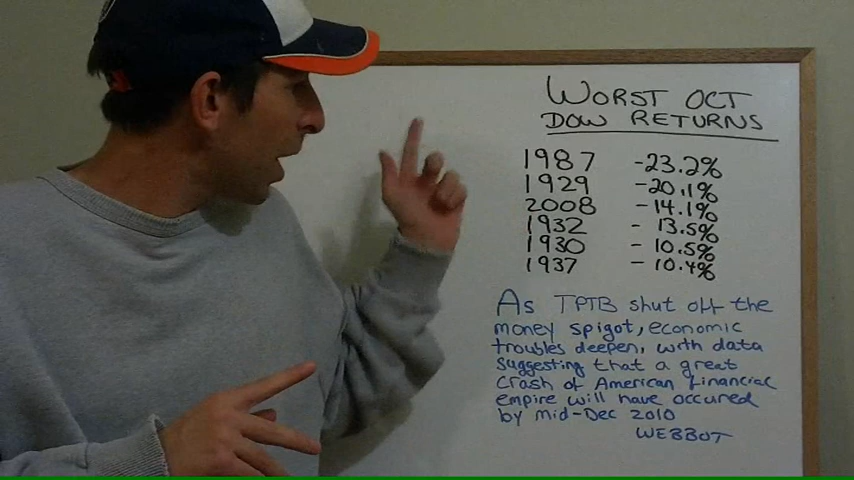 WORST OCT
DOW RETURNS
1987 -23.2%
1929 -20.1%
2008 -14.1%
1932 -13.5%
1930 -10.5%
1937 -10.4%
As TPTB shut off the
money spigot, economic
troubles deepen, with data
suggesting that a great
crash of American financial
empire will have occured
by mid-Dec 2010
WEBBOT